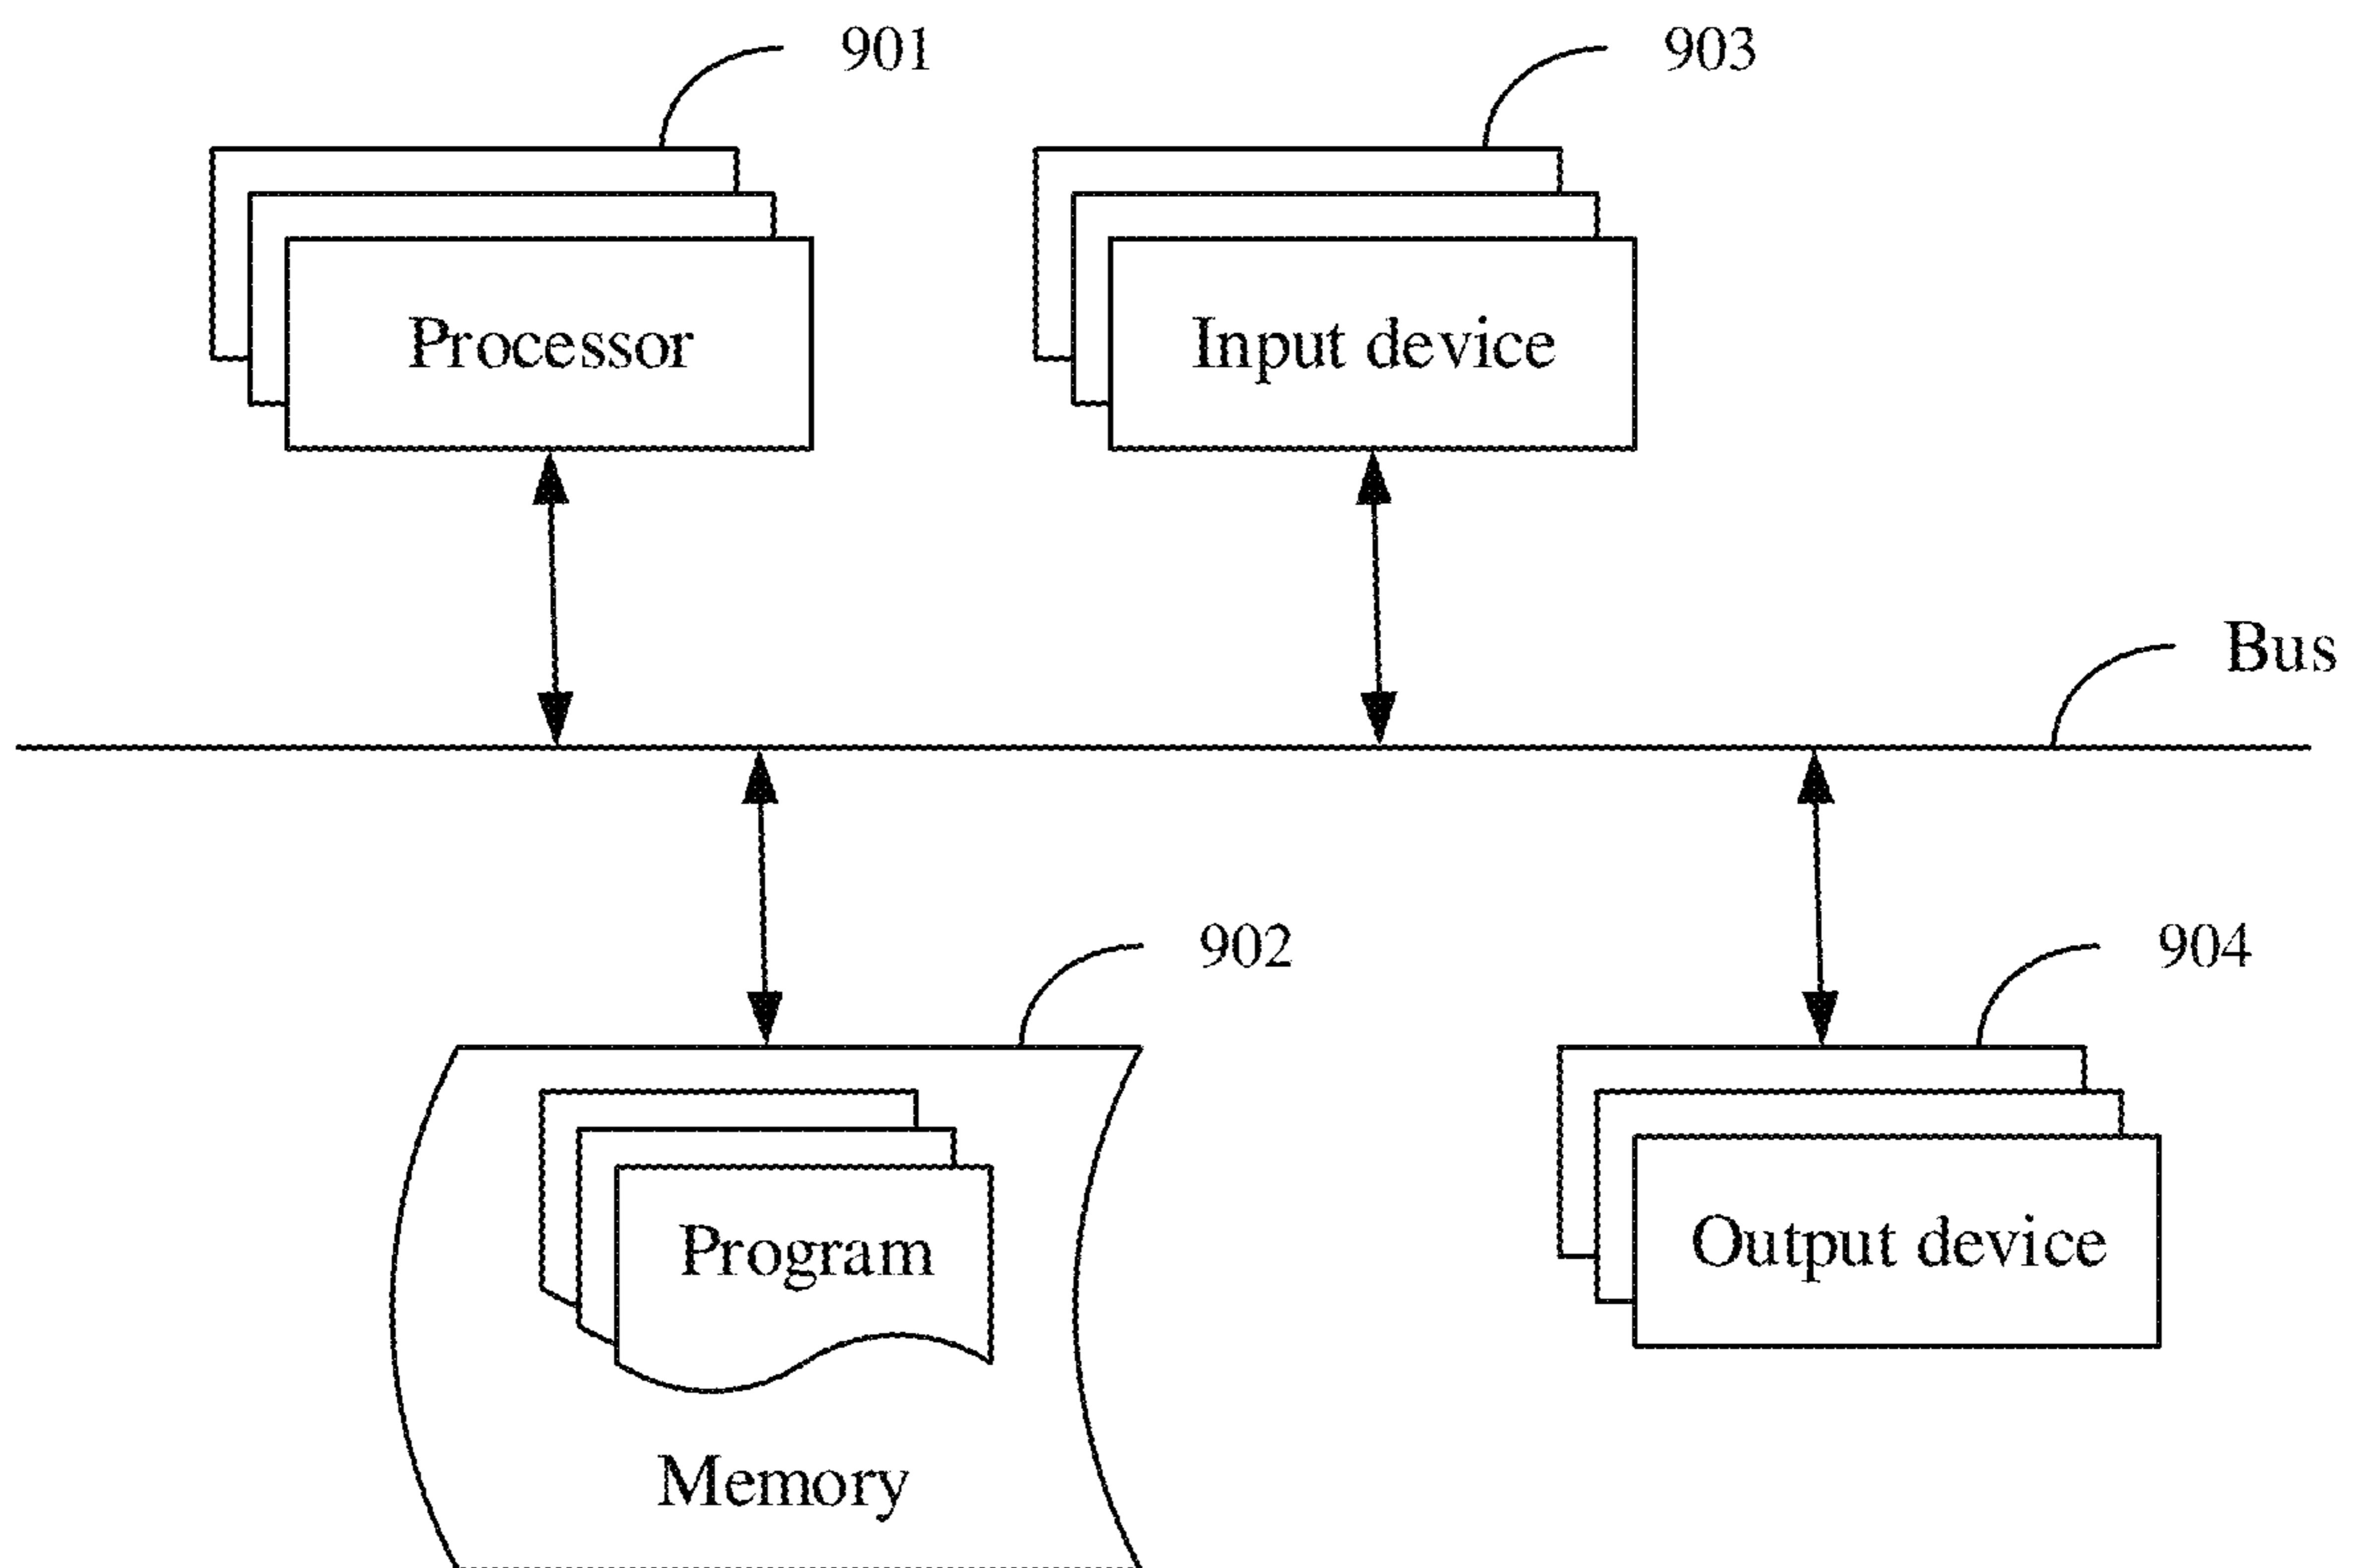 901
903
Processor
Input device
Bus
902
904
Program
Output device
Memory